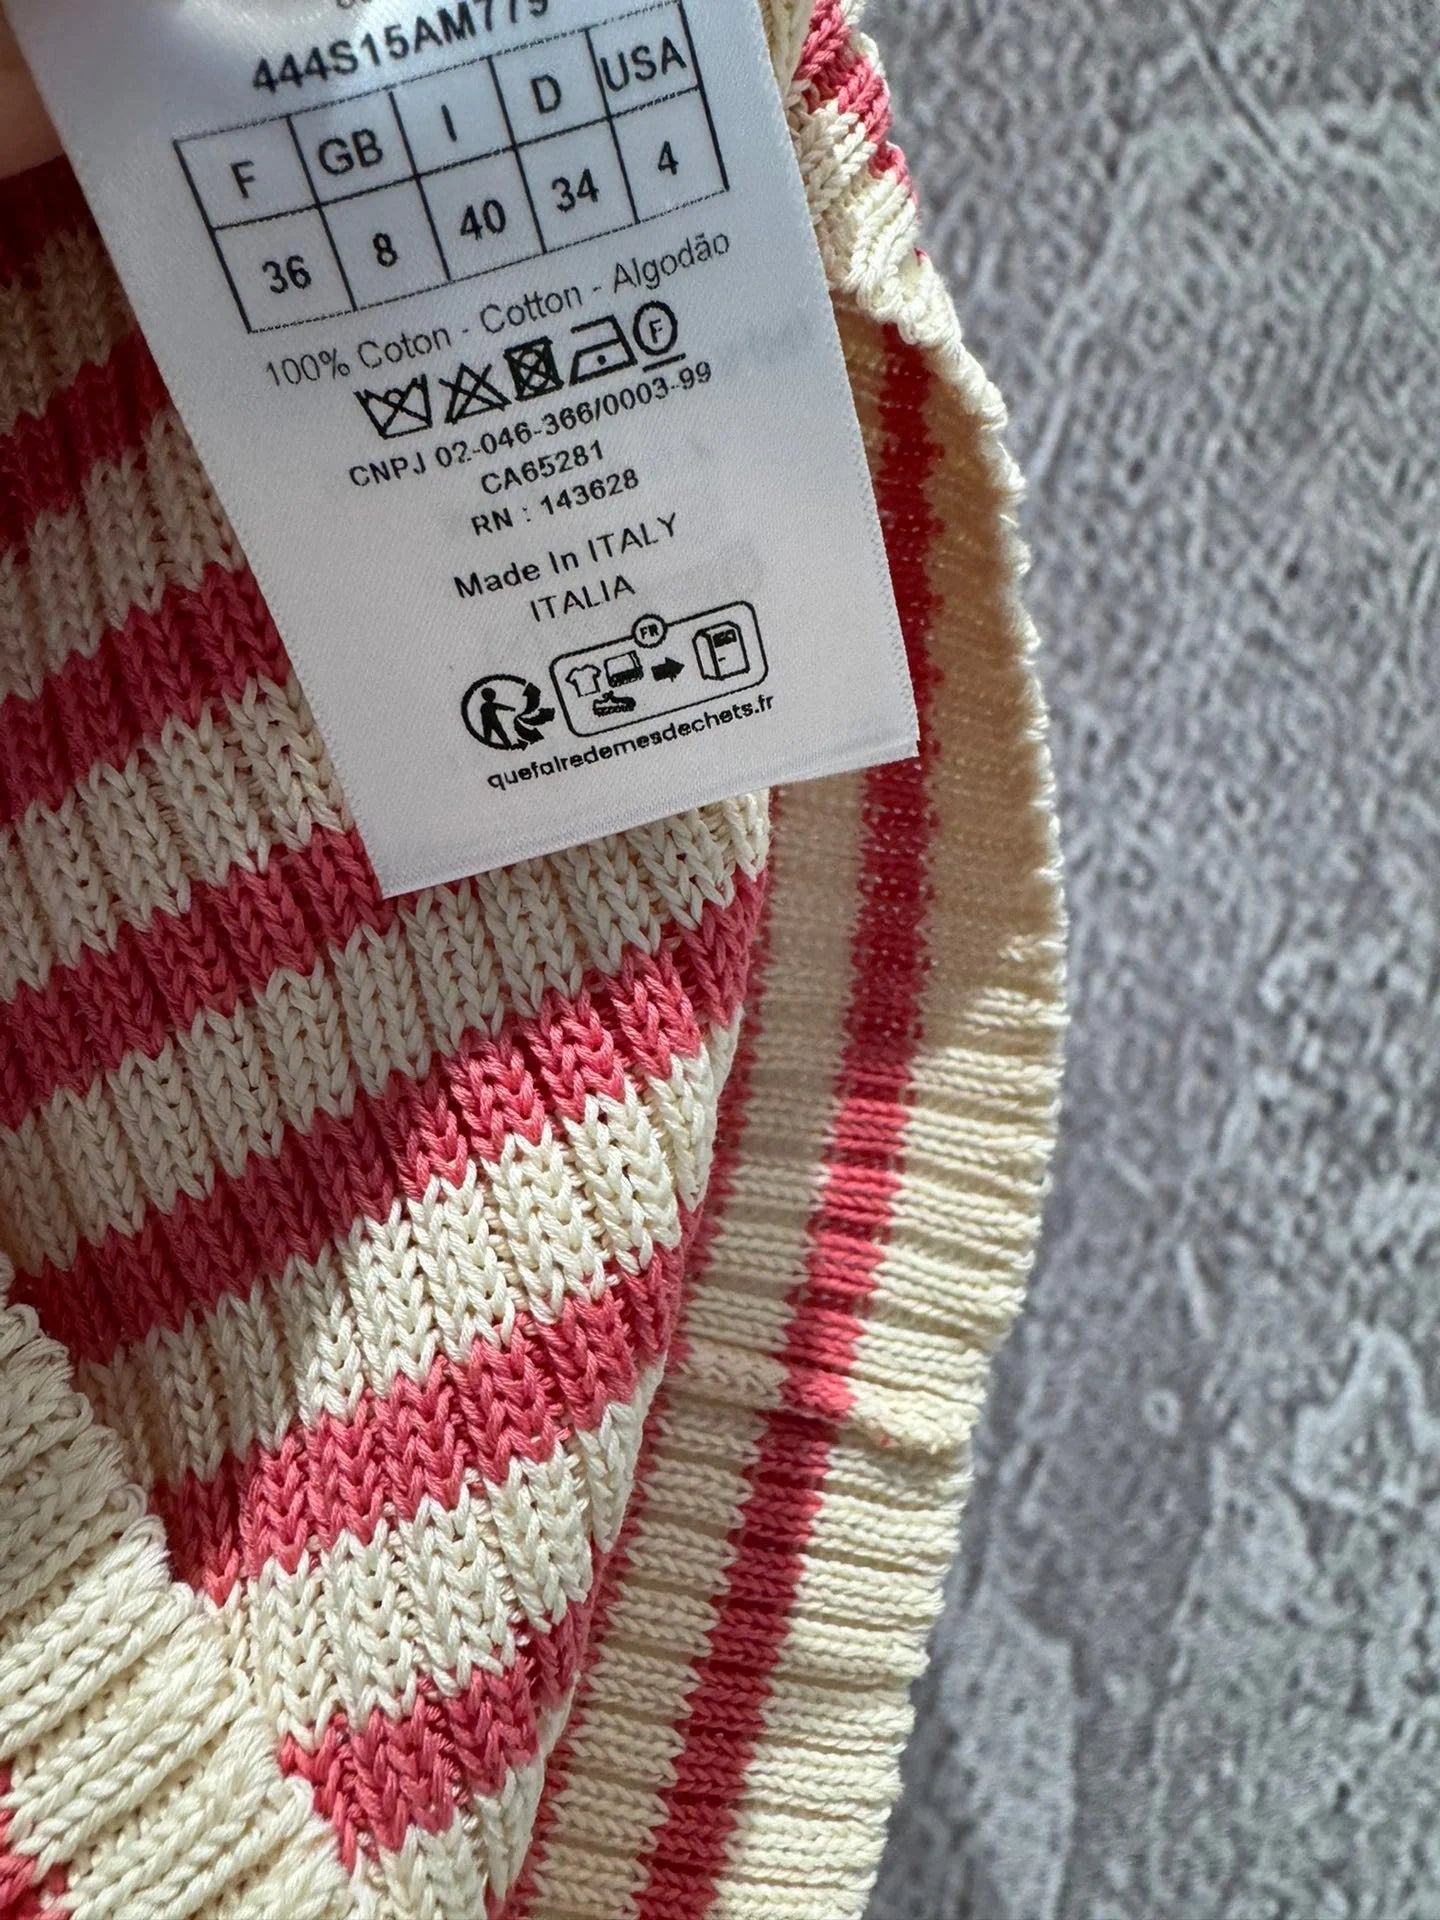 444S15AM779
F GB I D USA
36 8 40 34 4
100% Coton - Cotton - Algodão
F
CNPJ 02-046-366/0003-99
CA65281
RN : 143628
Made In ITALY
ITALIA
FR
quefairedemesdechets.fr